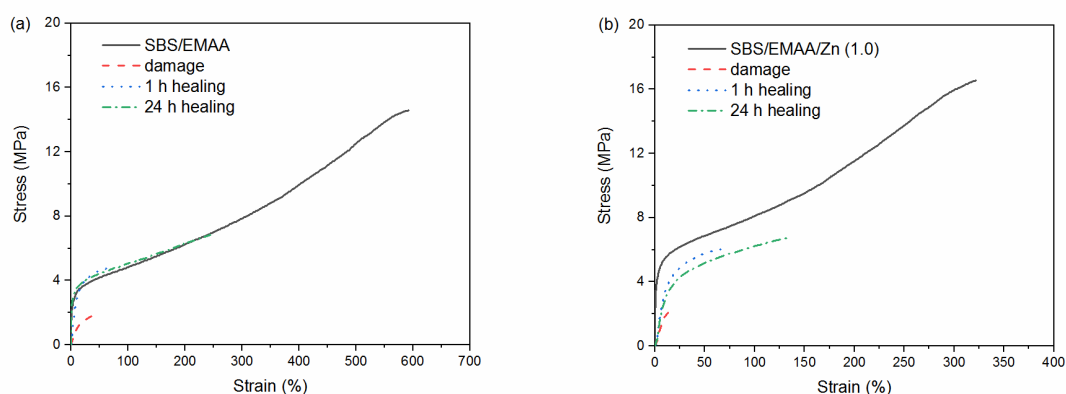 (a)
20
16
12
8
4
0
Stress (MPa)
SBS/EMAA
damage
1 h healing
24 h healing
0 100 200 300 400 500 600 700
Strain (%)
(b)
20
16
12
8
4
0
Stress (MPa)
SBS/EMAA/Zn (1.0)
damage
1 h healing
24 h healing
0 50 100 150 200 250 300 350 400
Strain (%)